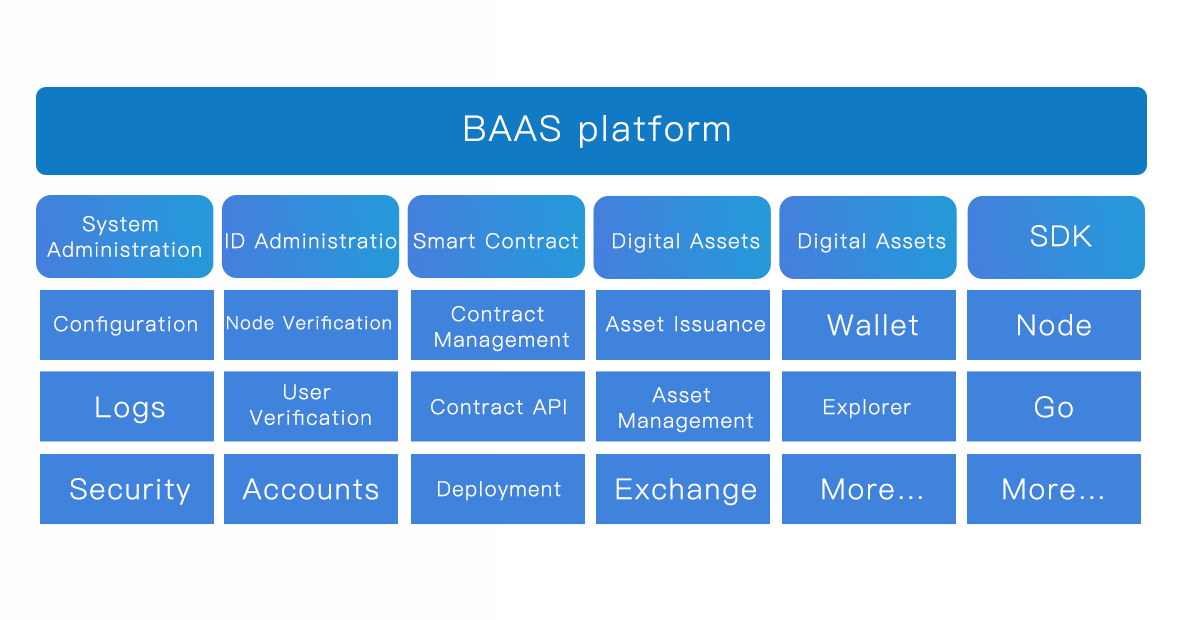 BAAS platform
System
Administration
ID Administratio
Smart Contract
Digital Assets
Digital Assets
SDK
Configuration
Node Verification
Contract
Management
Asset Issuance
Wallet
Node
Logs
User
Verification
Contract API
Asset
Management
Explorer
Go
Security
Accounts
Deployment
Exchange
More...
More...